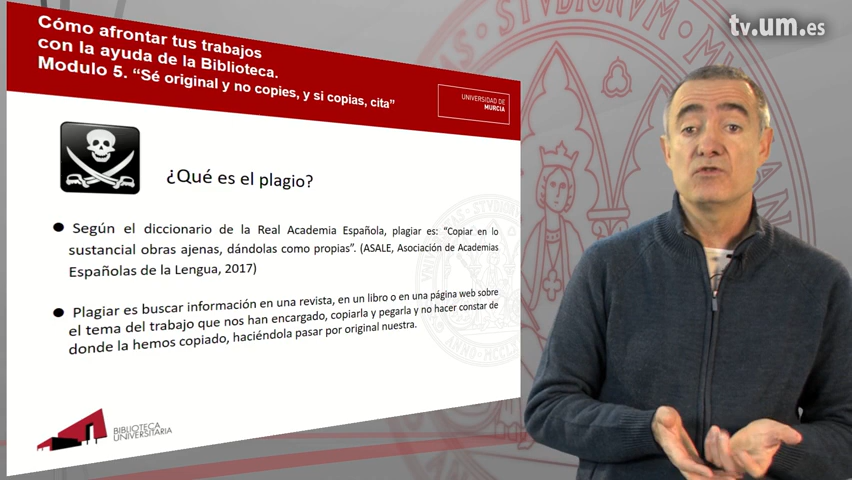 Cómo afrontar tus trabajos
con la ayuda de la Biblioteca.
Modulo 5. “Sé original y no copies, y si copias, cita”
UNIVERSIDAD DE
MURCIA
tv.um.es
¿Qué es el plagio?
Según el diccionario de la Real Academia Española, plagiar es: “Copiar en lo
sustancial obras ajenas, dándolas como propias”. (ASALE, Asociación de Academias
Españolas de la Lengua, 2017)
Plagiar es buscar información en una revista, en un libro o en una página web sobre
el tema del trabajo que nos han encargado, copiarla y pegarla y no hacer constar de
donde la hemos copiado, haciéndola pasar por original nuestra.
BIBLIOTECA
UNIVERSITARIA